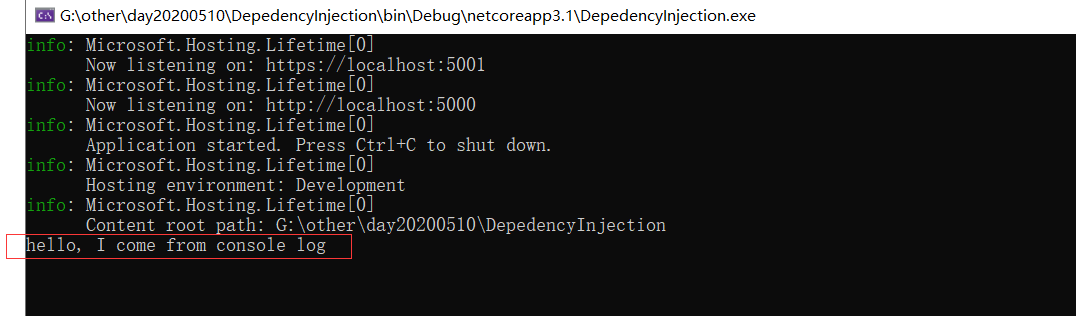 G:\other\day20200510\DepedencyInjection\bin\Debug\netcoreapp3.1\DepedencyInjection.exe
info: Microsoft.Hosting.Lifetime[0]
      Now listening on: https://localhost:5001
info: Microsoft.Hosting.Lifetime[0]
      Now listening on: http://localhost:5000
info: Microsoft.Hosting.Lifetime[0]
      Application started. Press Ctrl+C to shut down.
info: Microsoft.Hosting.Lifetime[0]
      Hosting environment: Development
info: Microsoft.Hosting.Lifetime[0]
      Content root path: G:\other\day20200510\DepedencyInjection
hello, I come from console log